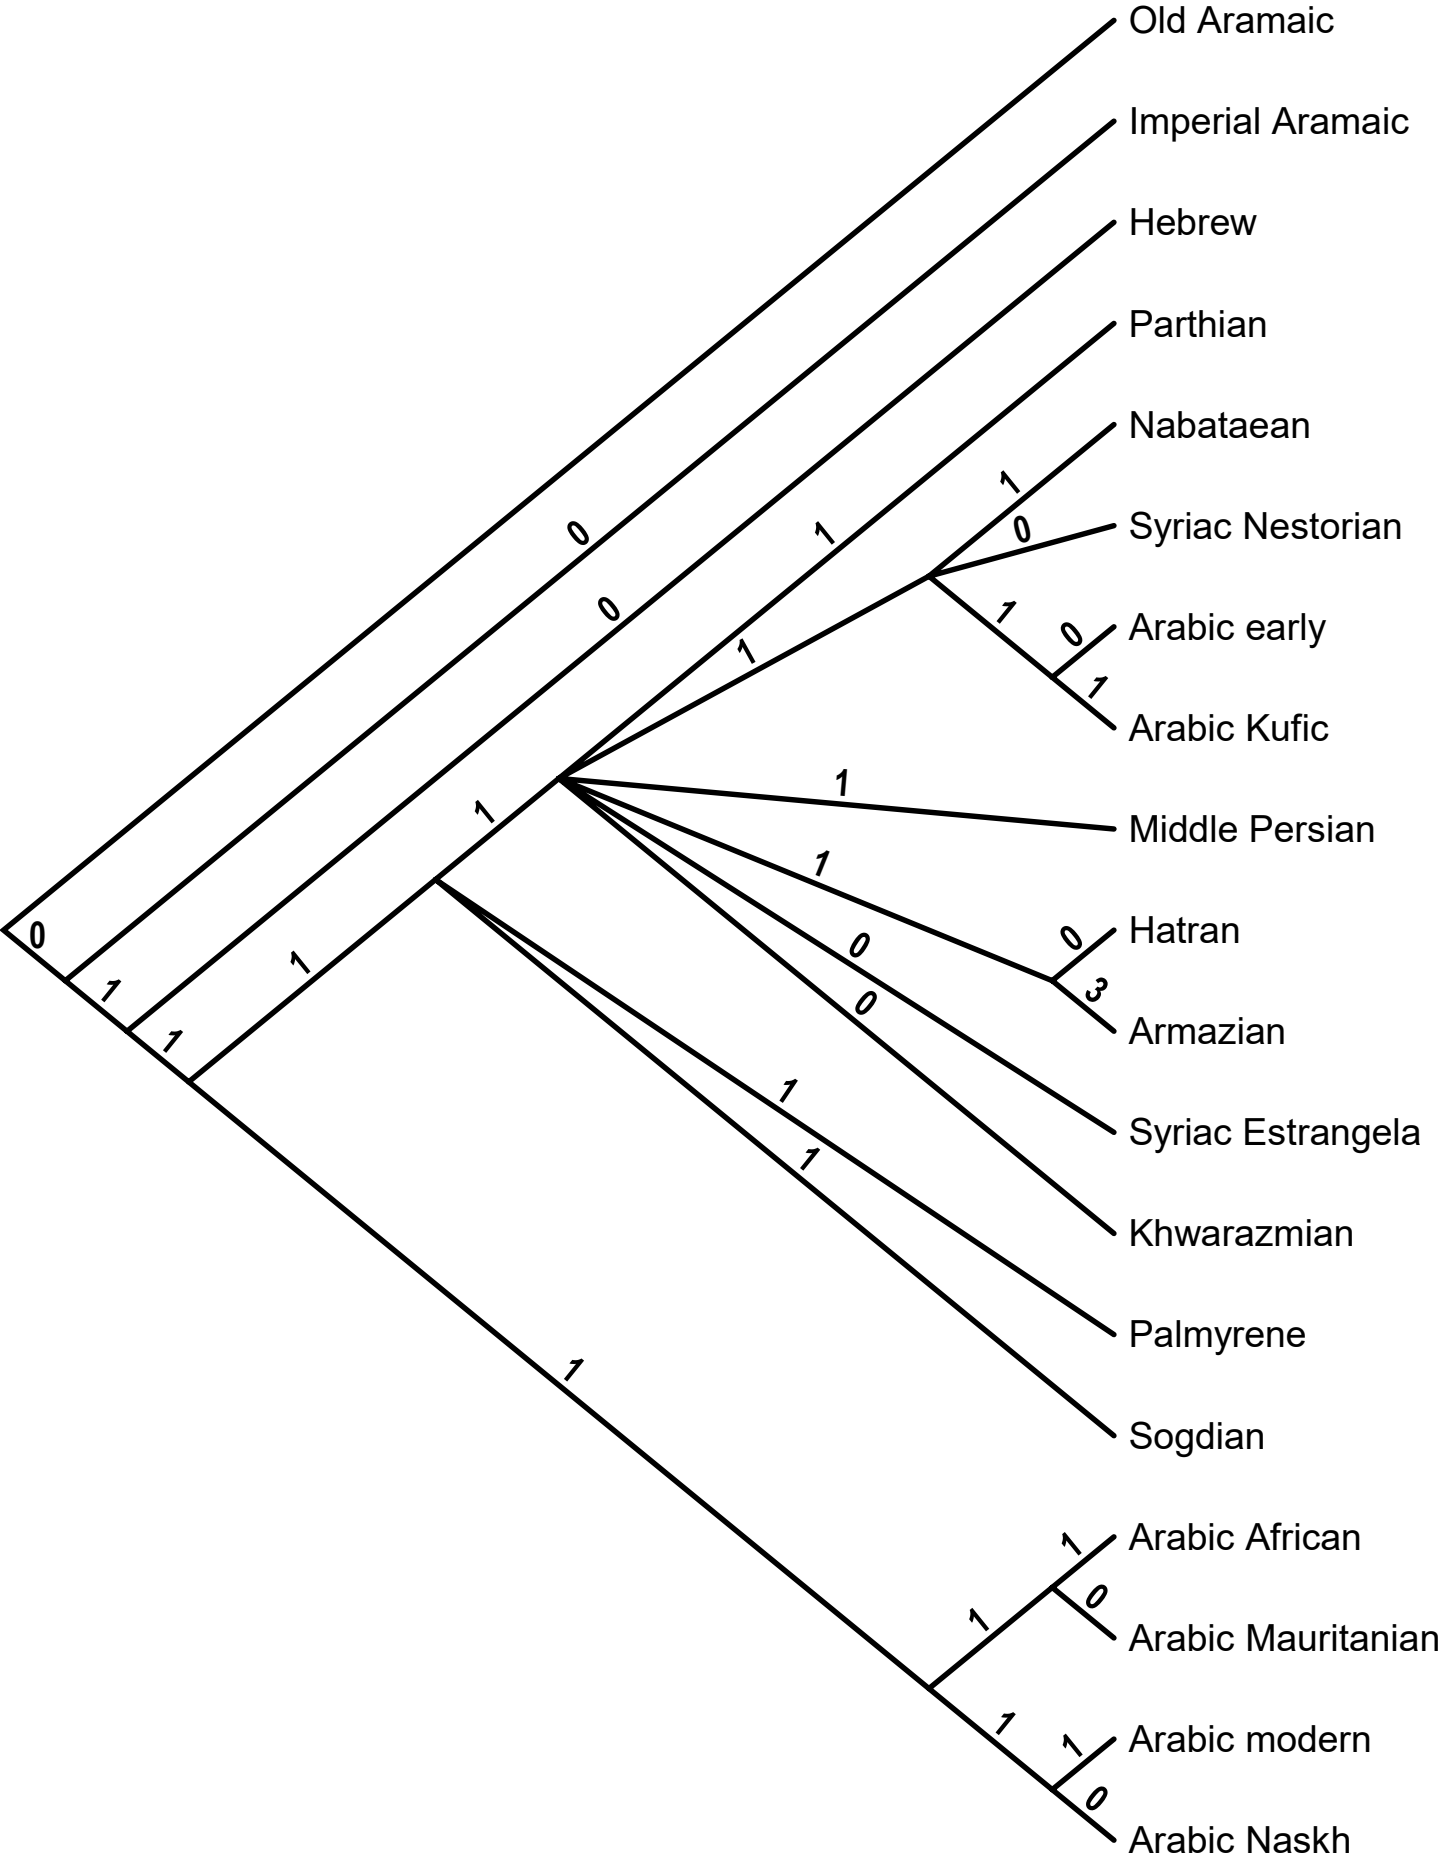 Old Aramaic
Imperial Aramaic
Hebrew
Parthian
Nabataean
1
0
Syriac Nestorian
0
1
0
1
1
0
Arabic early
1
1
Arabic Kufic
1
1
Middle Persian
1
0
0
Hatran
0
1
3
1
0
Armazian
1
1
Syriac Estrangela
1
Khwarazmian
Palmyrene
1
Sogdian
1
Arabic African
0
1
Arabic Mauritanian
1
1
Arabic modern
0
Arabic Naskh